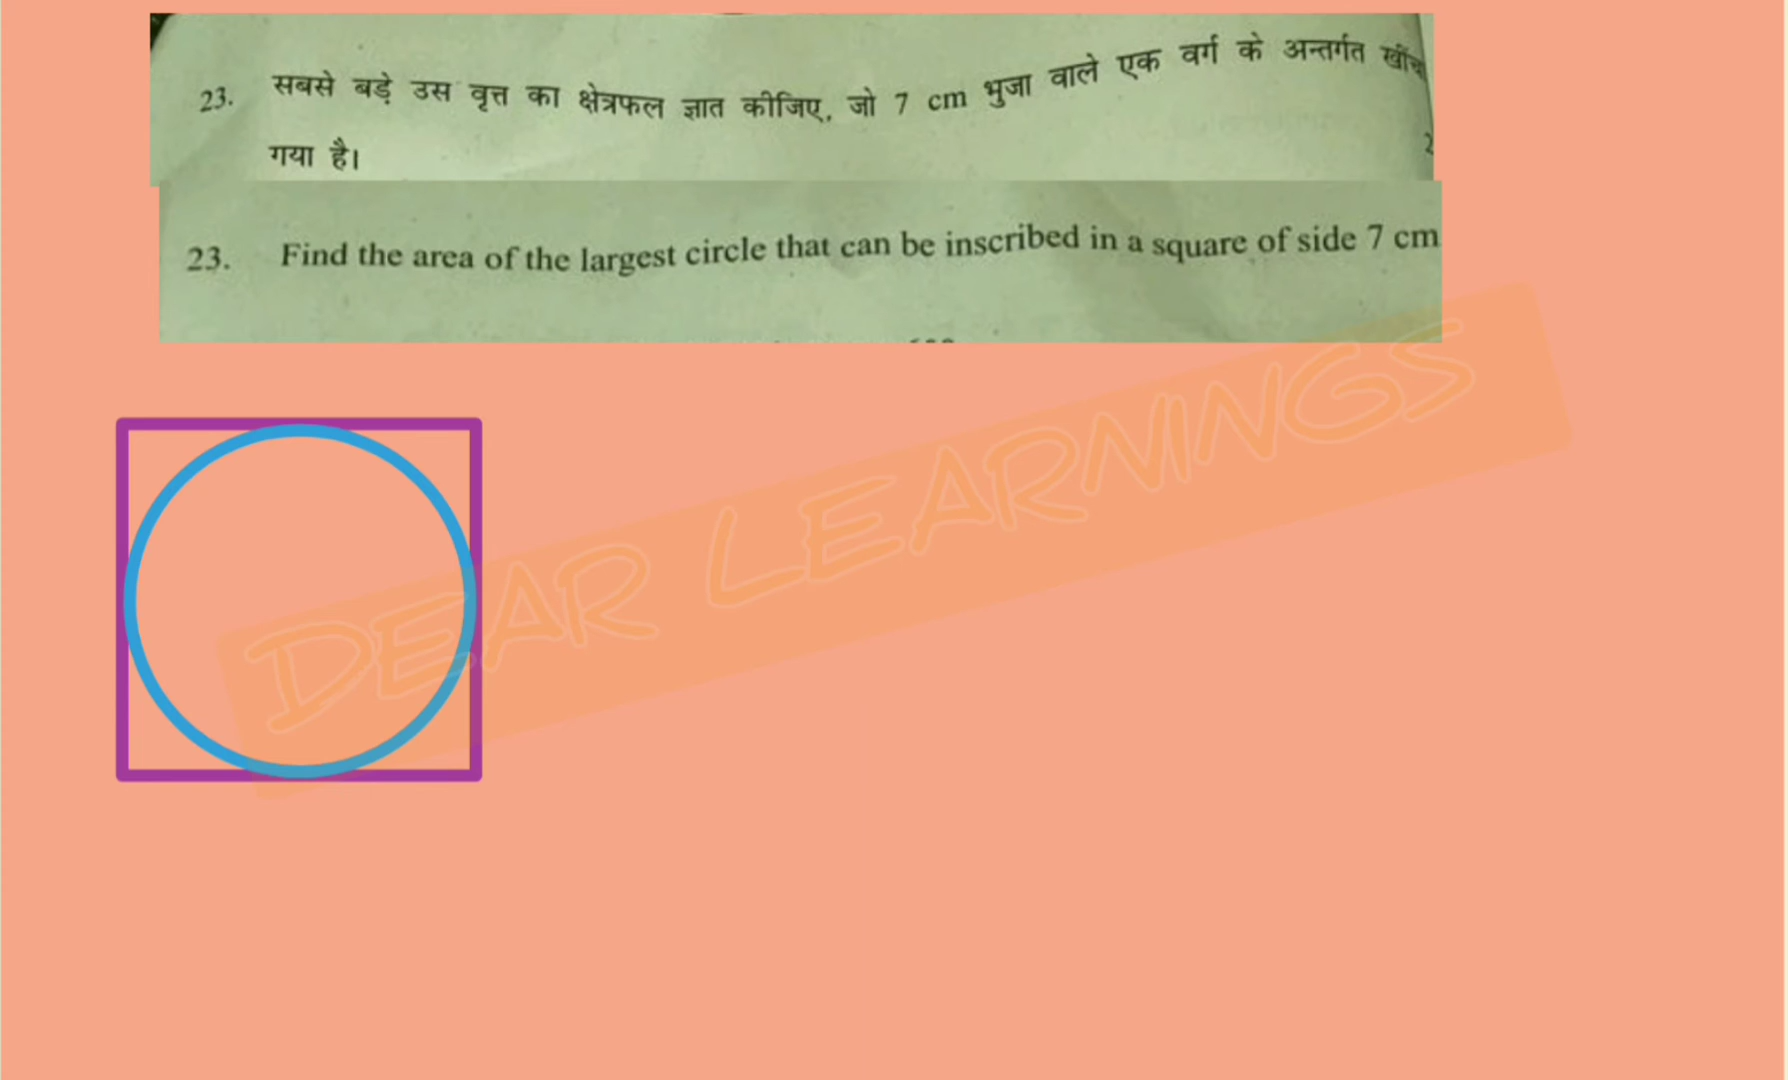 23. सबसे बड़े उस वृत्त का क्षेत्रफल ज्ञात कीजिए, जो 7 cm भुजा वाले एक वर्ग के अन्तर्गत खींचा
गया है।
2
23. Find the area of the largest circle that can be inscribed in a square of side 7 cm
DEAR LEARNINGS